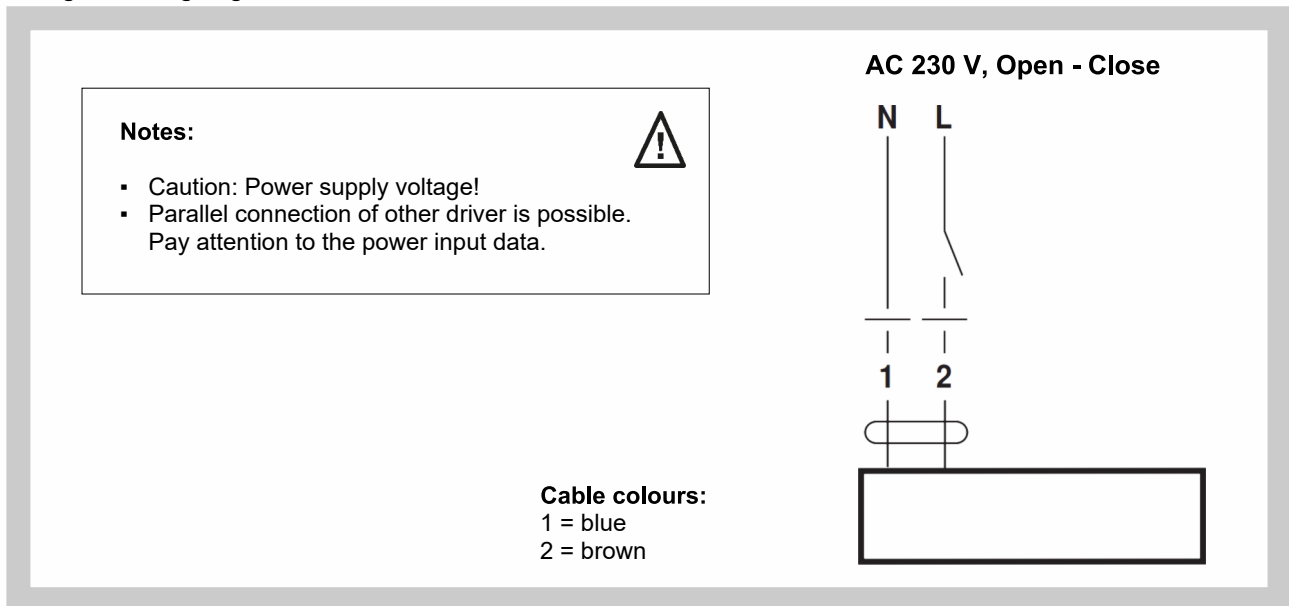 Notes:
▪ Caution: Power supply voltage!
▪ Parallel connection of other driver is possible.
Pay attention to the power input data.
AC 230 V, Open - Close
N L
1 2
Cable colours:
1 = blue
2 = brown